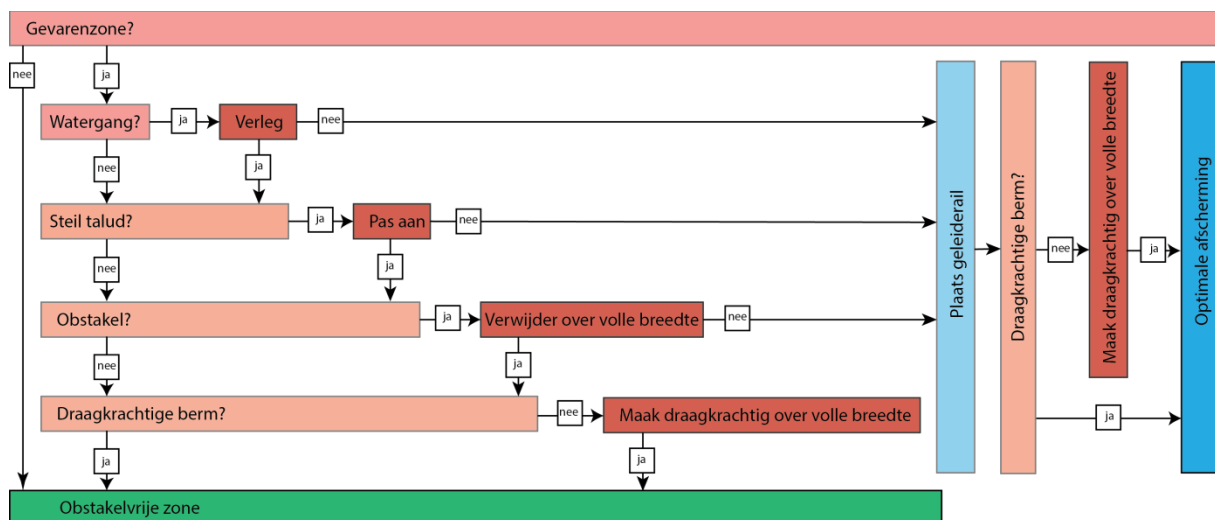 Gevarenzone?
nee
ja
Watergang?
ja
Verleg
nee
nee
ja
Steil talud?
ja
Pas aan
nee
nee
ja
Obstakel?
ja
Verwijder over volle breedte
nee
nee
ja
Draagkrachtige berm?
nee
Maak draagkrachtig over volle breedte
ja
ja
Obstakelvrije zone
Plaats geleiderail
Draagkrachtige berm?
nee
Maak draagkrachtig over volle breedte
ja
ja
Optimale afscherming